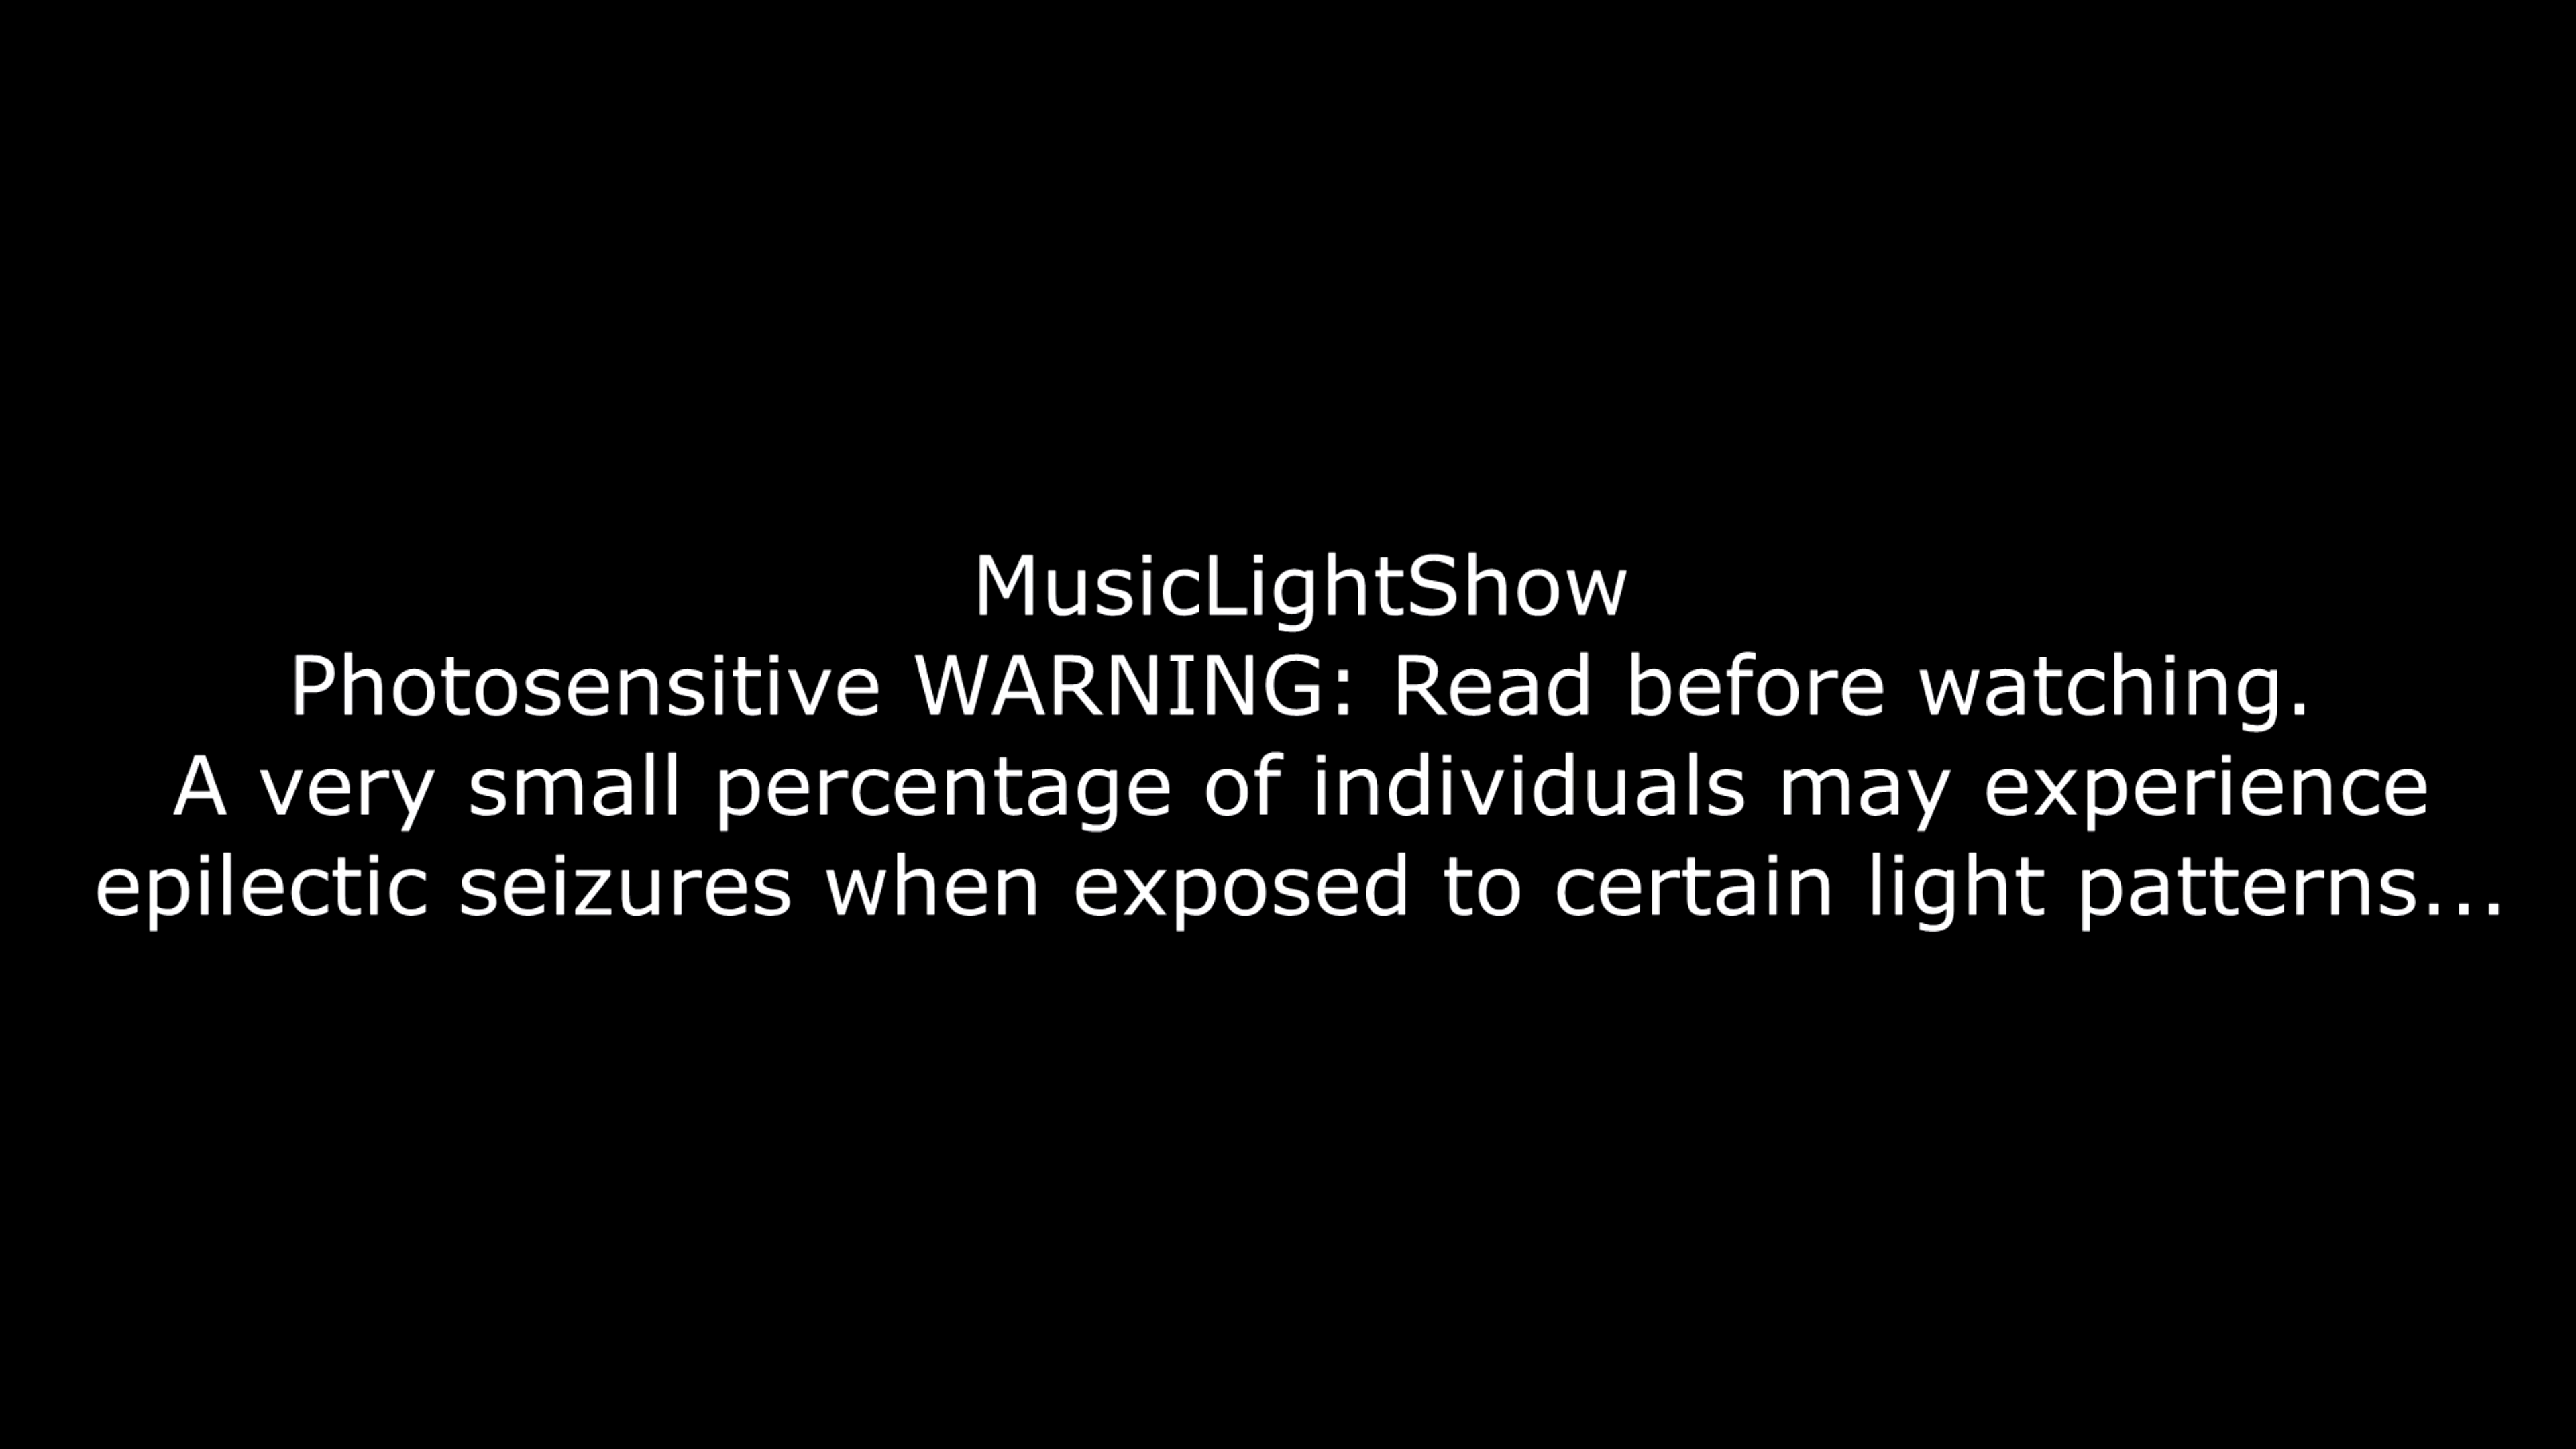 MusicLightShow
Photosensitive WARNING: Read before watching.
A very small percentage of individuals may experience
epilectic seizures when exposed to certain light patterns...